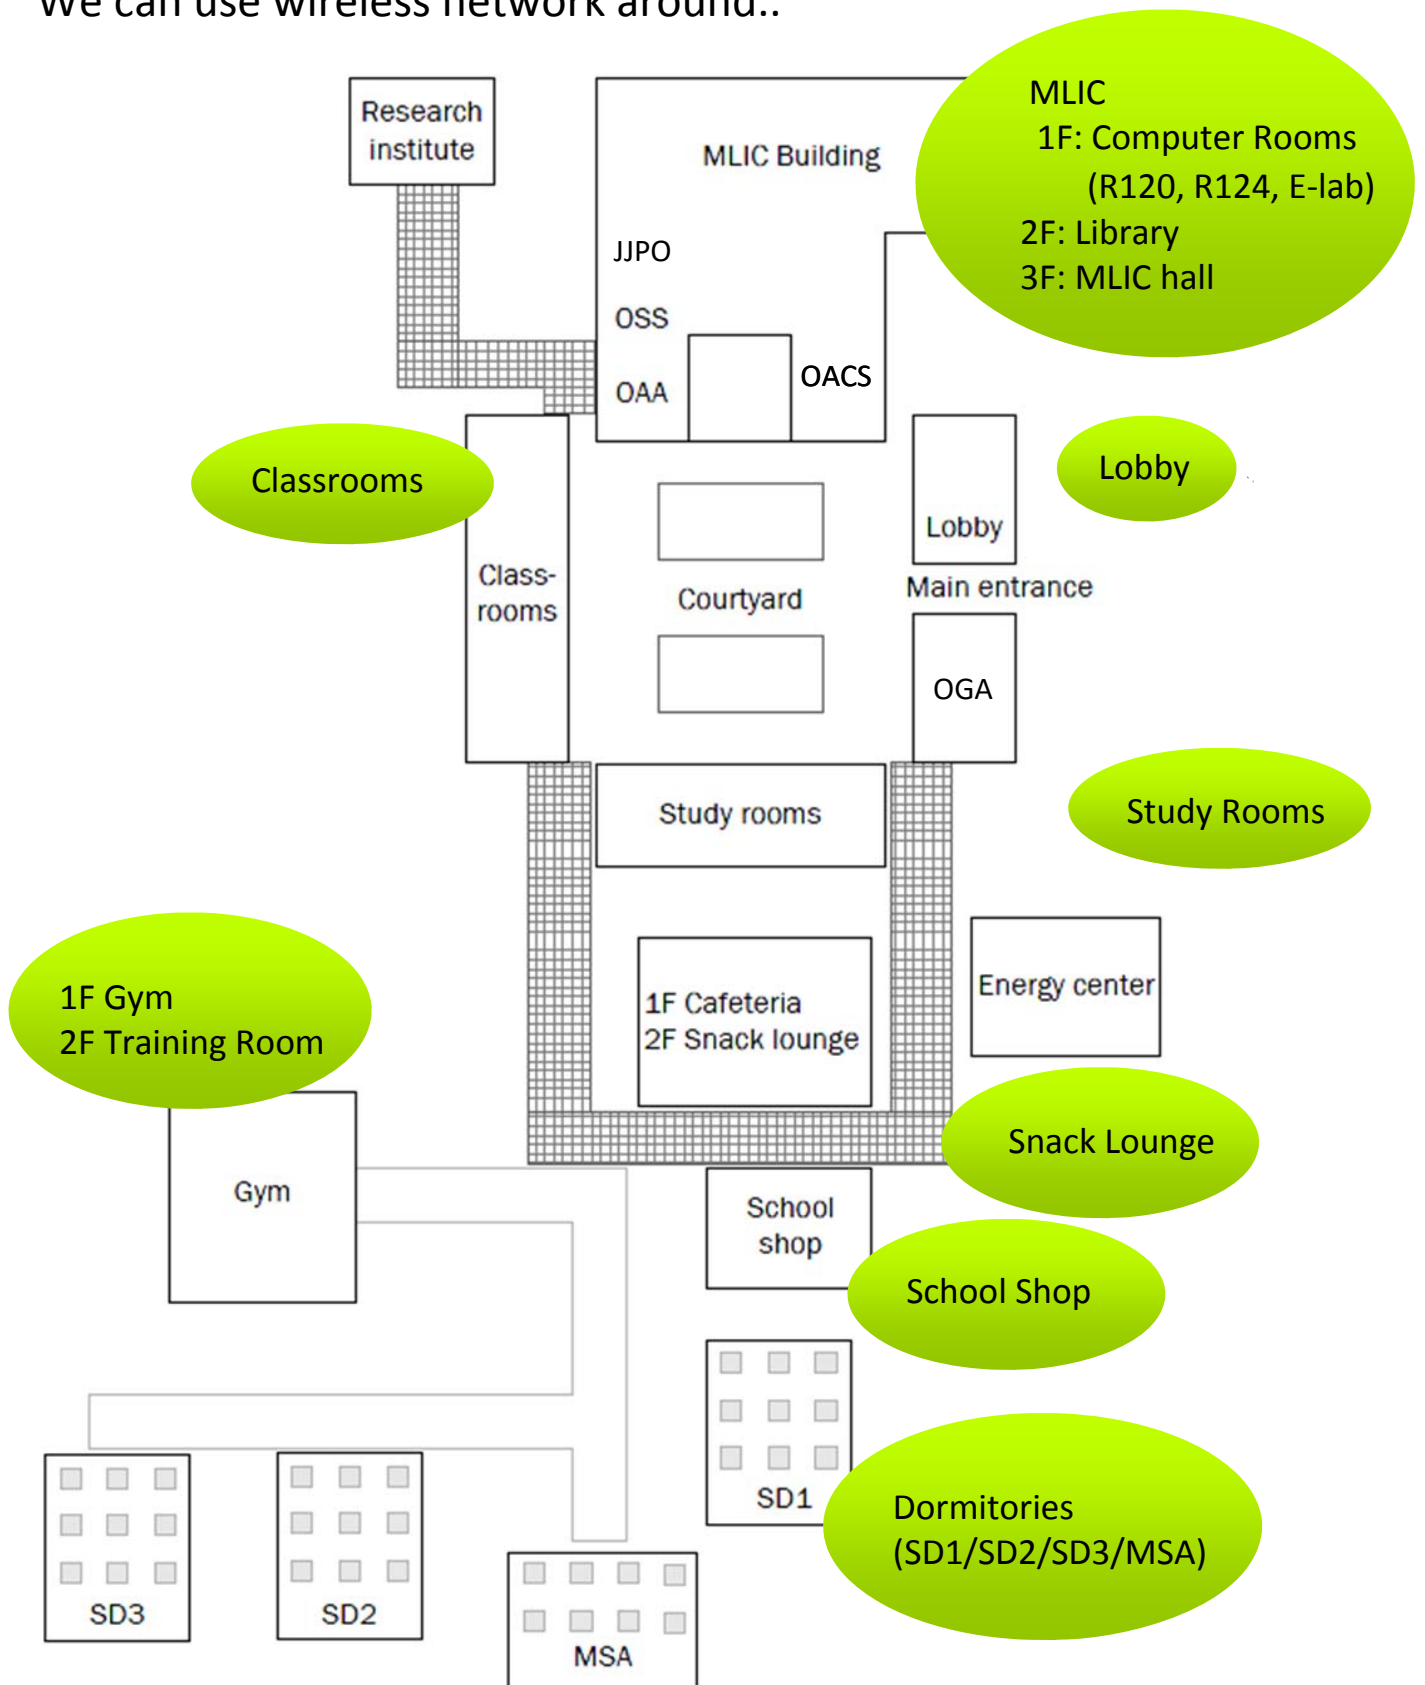 We can use wireless network around..
Research
institute
MLIC Building
MLIC
1F: Computer Rooms
(R120, R124, E-lab)
2F: Library
3F: MLIC hall
JJPO
OSS
OAA
OACS
Classrooms
Lobby
Lobby
Class-
rooms
Courtyard
Main entrance
OGA
Study rooms
Study Rooms
1F Gym
2F Training Room
1F Cafeteria
2F Snack lounge
Energy center
Snack Lounge
Gym
School
shop
School Shop
SD1
Dormitories
(SD1/SD2/SD3/MSA)
SD3
SD2
MSA